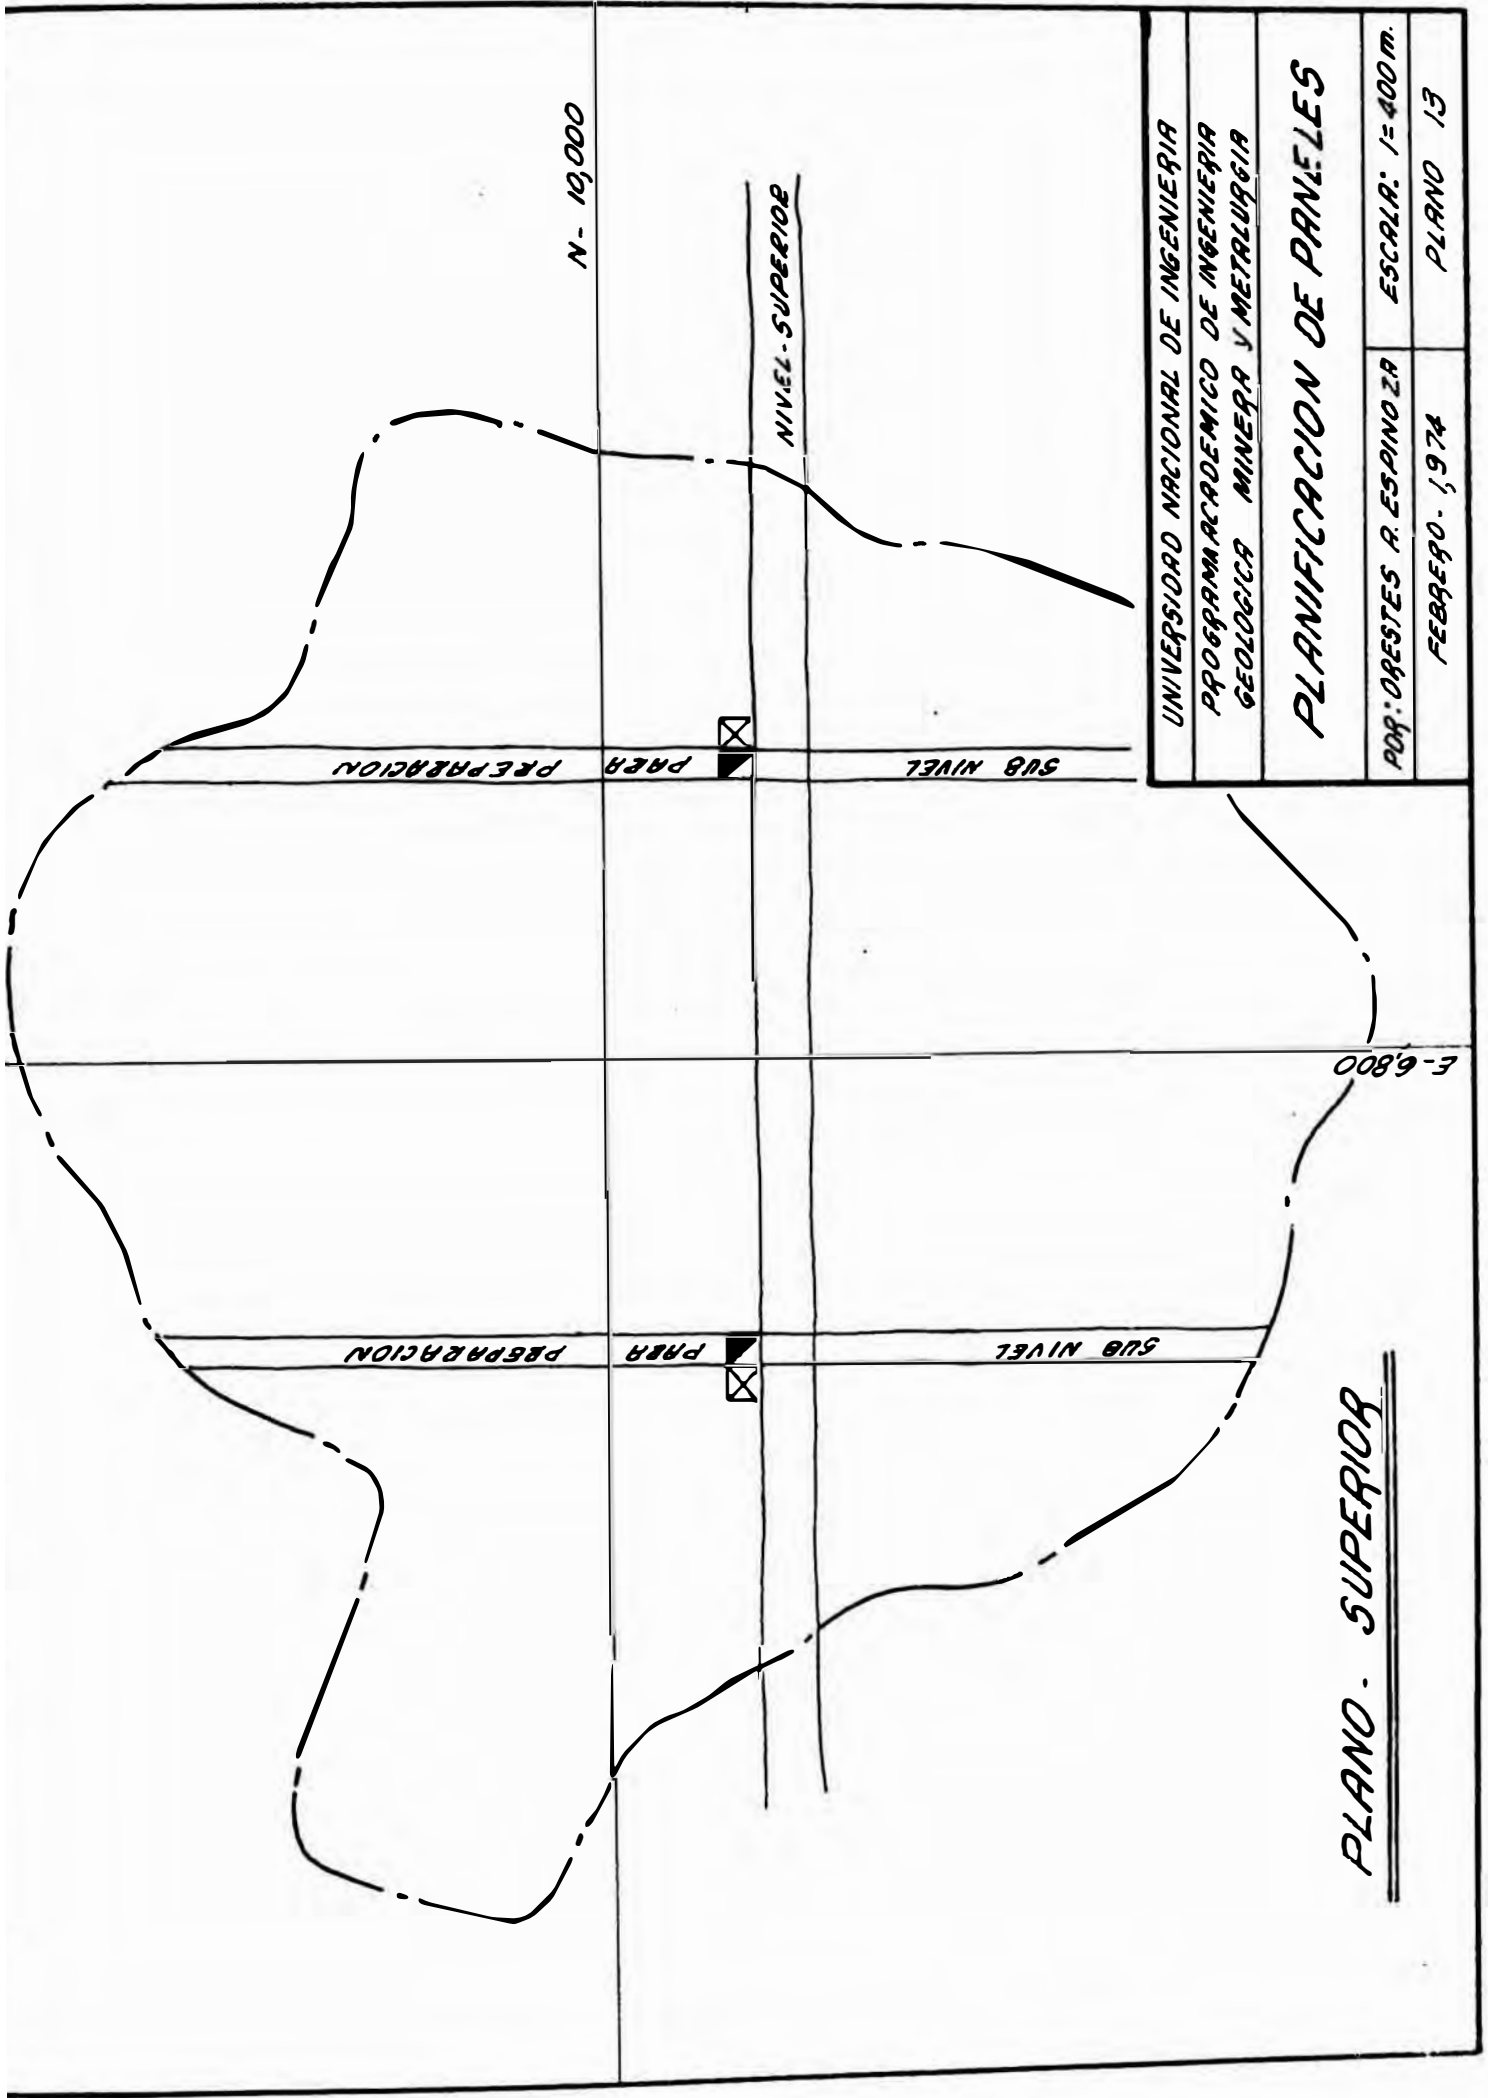 N- 10,000
NIVEL-SUPERIOR
SUB NIVEL PARA PREPARACION
SUB NIVEL PARA PREPARACION
E-6,800
PLANO - SUPERIOR
UNIVERSIDAD NACIONAL DE INGENIERIA
PROGRAMA ACADEMICO DE INGENIERIA
GEOLOGICA MINERA Y METALURGIA
PLANIFICACION DE PANELES
POR: ORESTES A. ESPINOZA
ESCALA: 1=400 m.
FEBRERO - 1,974
PLANO 13